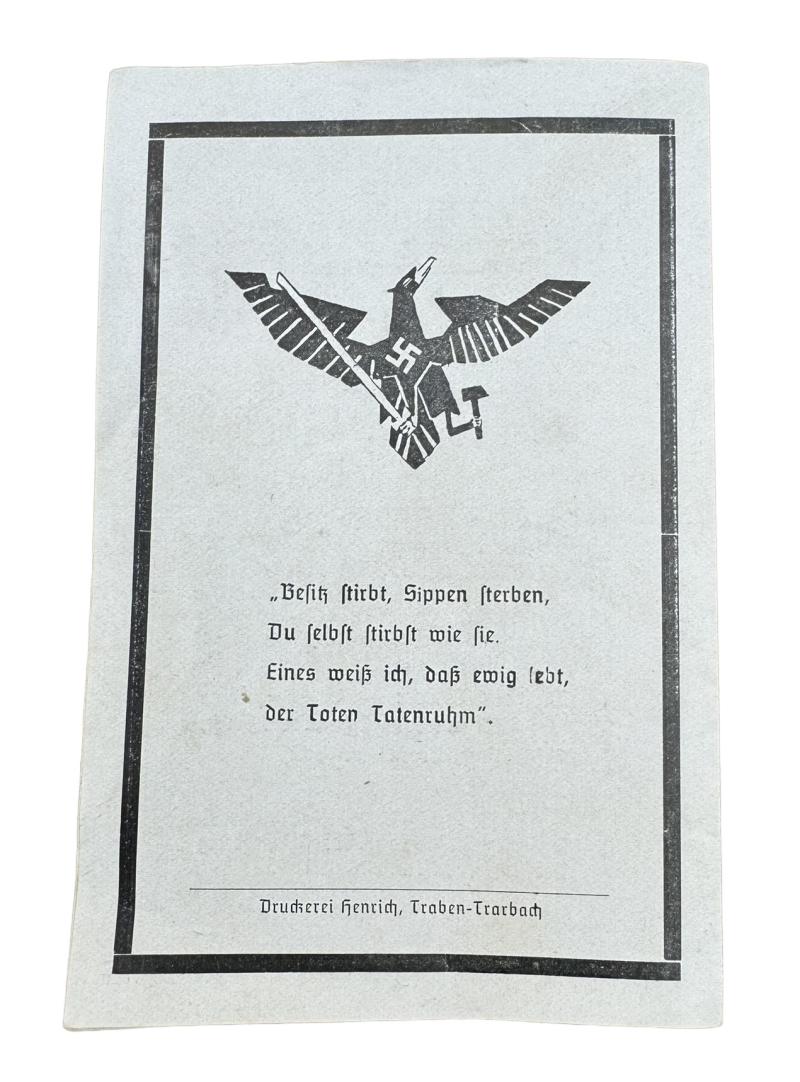 „Besitz stirbt, Sippen sterben,
Du selbst stirbst wie sie.
Eines weiß ich, daß ewig lebt,
der Toten Tatenruhm”.
Druckerei Henrich, Traben-Trarbach